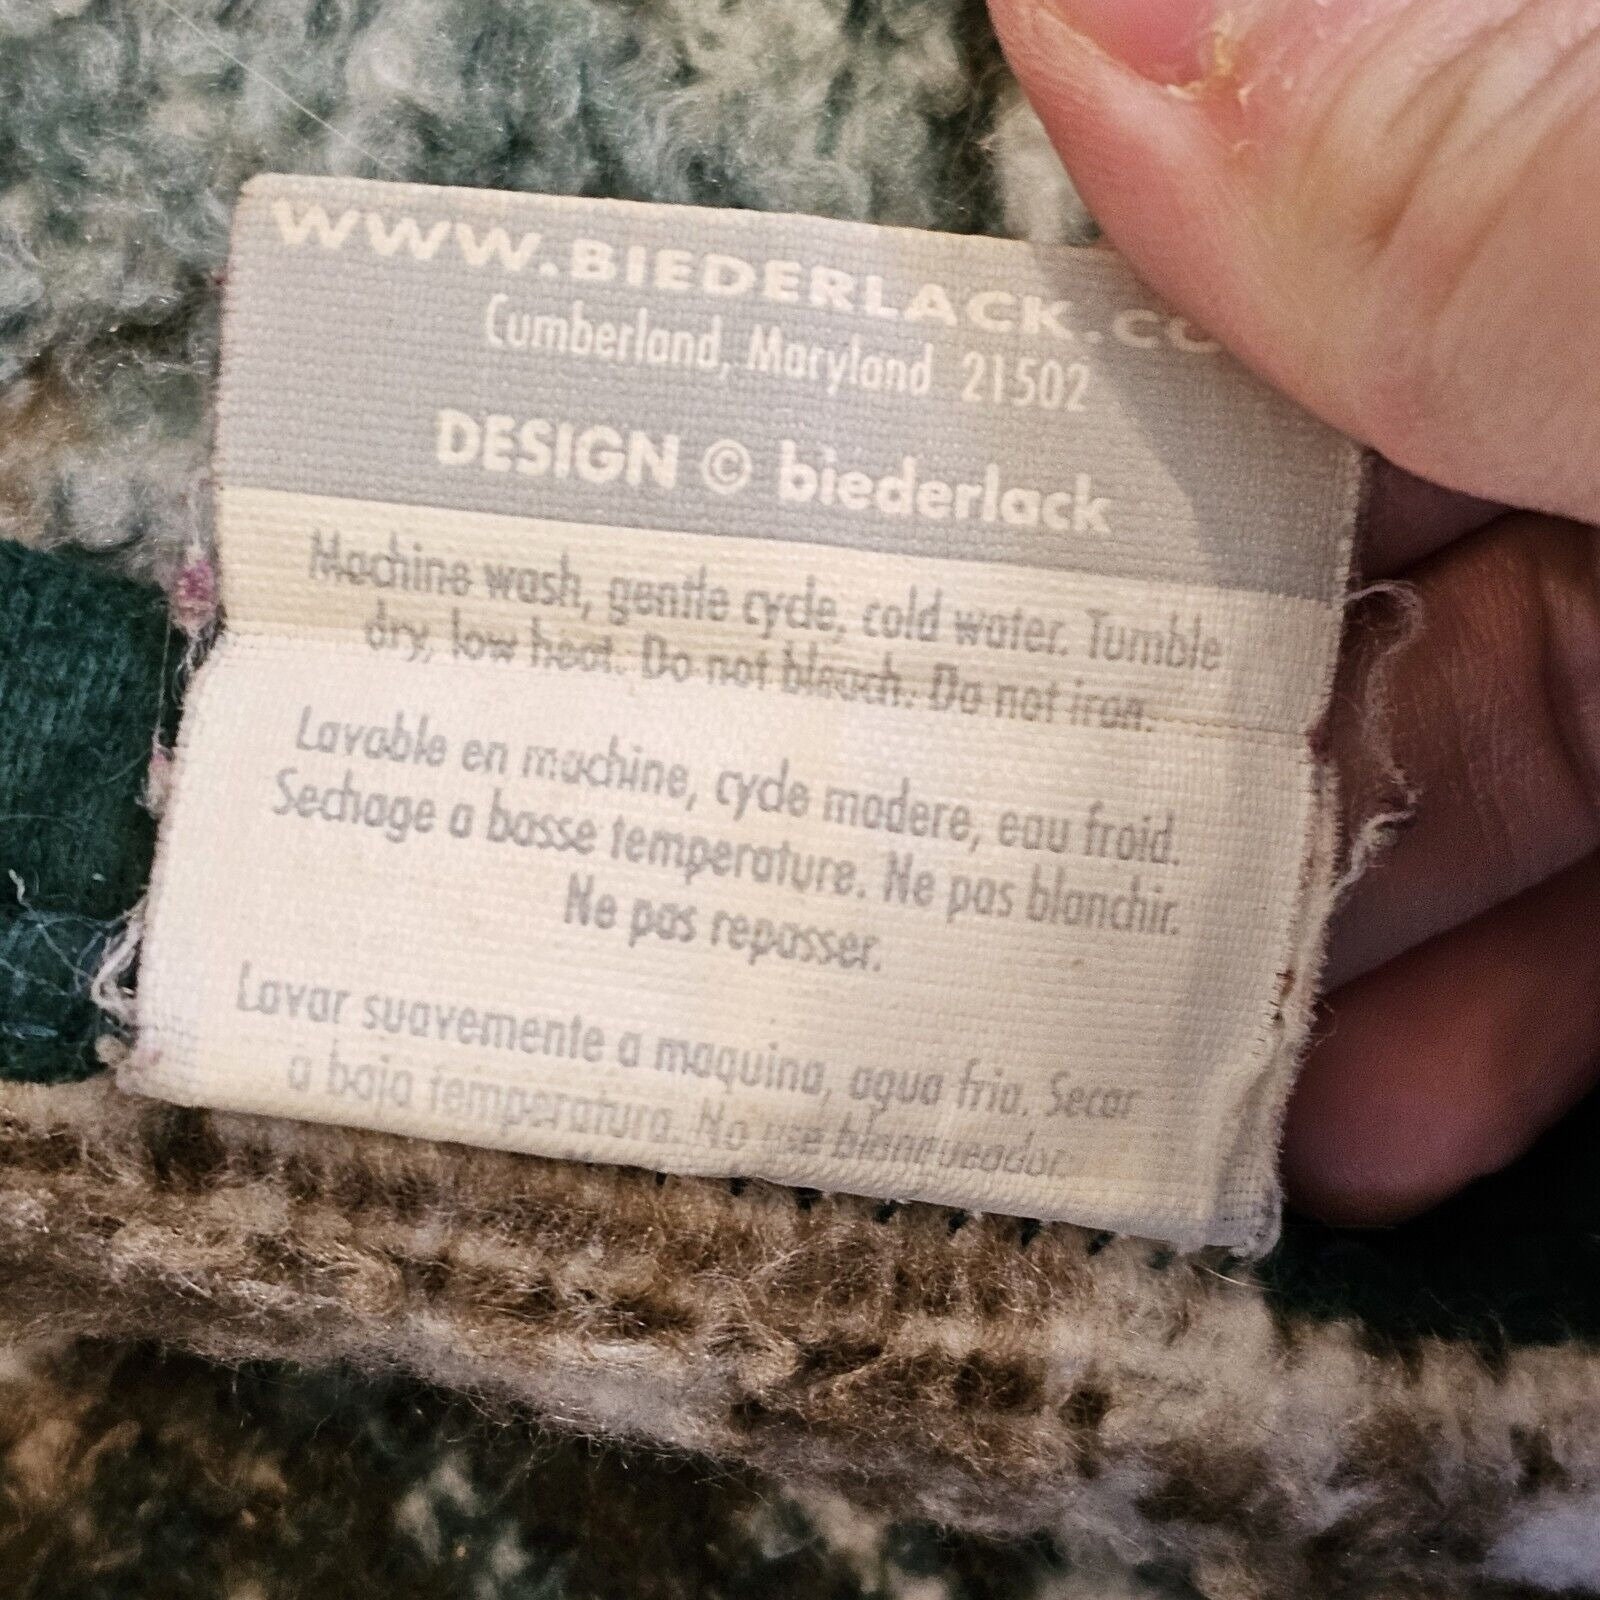 WWW.BIEDERLACK.CO
Cumberland, Maryland 21502
DESIGN © biederlack
Machine wash, gentle cycle, cold water. Tumble
dry, low heat. Do not bleach. Do not iron.
Lavable en machine, cycle modere, eau froid.
Sechage a basse temperature. Ne pas blanchir.
Ne pas repasser.
Lavar suavemente a maquina, agua fria. Secar
a baja temperatura. No use blanqueador.